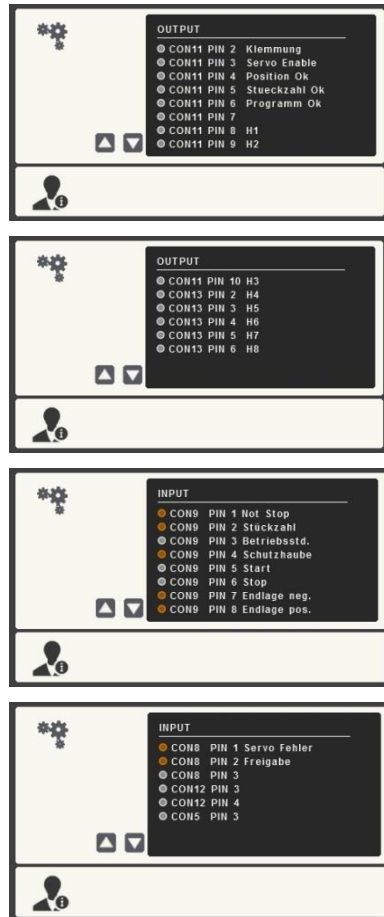 OUTPUT
CON11 PIN 2 Klemmung
CON11 PIN 3 Servo Enable
CON11 PIN 4 Position Ok
CON11 PIN 5 Stueckzahl Ok
CON11 PIN 6 Programm Ok
CON11 PIN 7
CON11 PIN 8 H1
CON11 PIN 9 H2
OUTPUT
CON11 PIN 10 H3
CON13 PIN 2 H4
CON13 PIN 3 H5
CON13 PIN 4 H6
CON13 PIN 5 H7
CON13 PIN 6 H8
INPUT
CON9 PIN 1 Not Stop
CON9 PIN 2 Stückzahl
CON9 PIN 3 Betriebsstd.
CON9 PIN 4 Schutzhaube
CON9 PIN 5 Start
CON9 PIN 6 Stop
CON9 PIN 7 Endlage neg.
CON9 PIN 8 Endlage pos.
INPUT
CON8 PIN 1 Servo Fehler
CON8 PIN 2 Freigabe
CON8 PIN 3
CON12 PIN 3
CON12 PIN 4
CON5 PIN 3